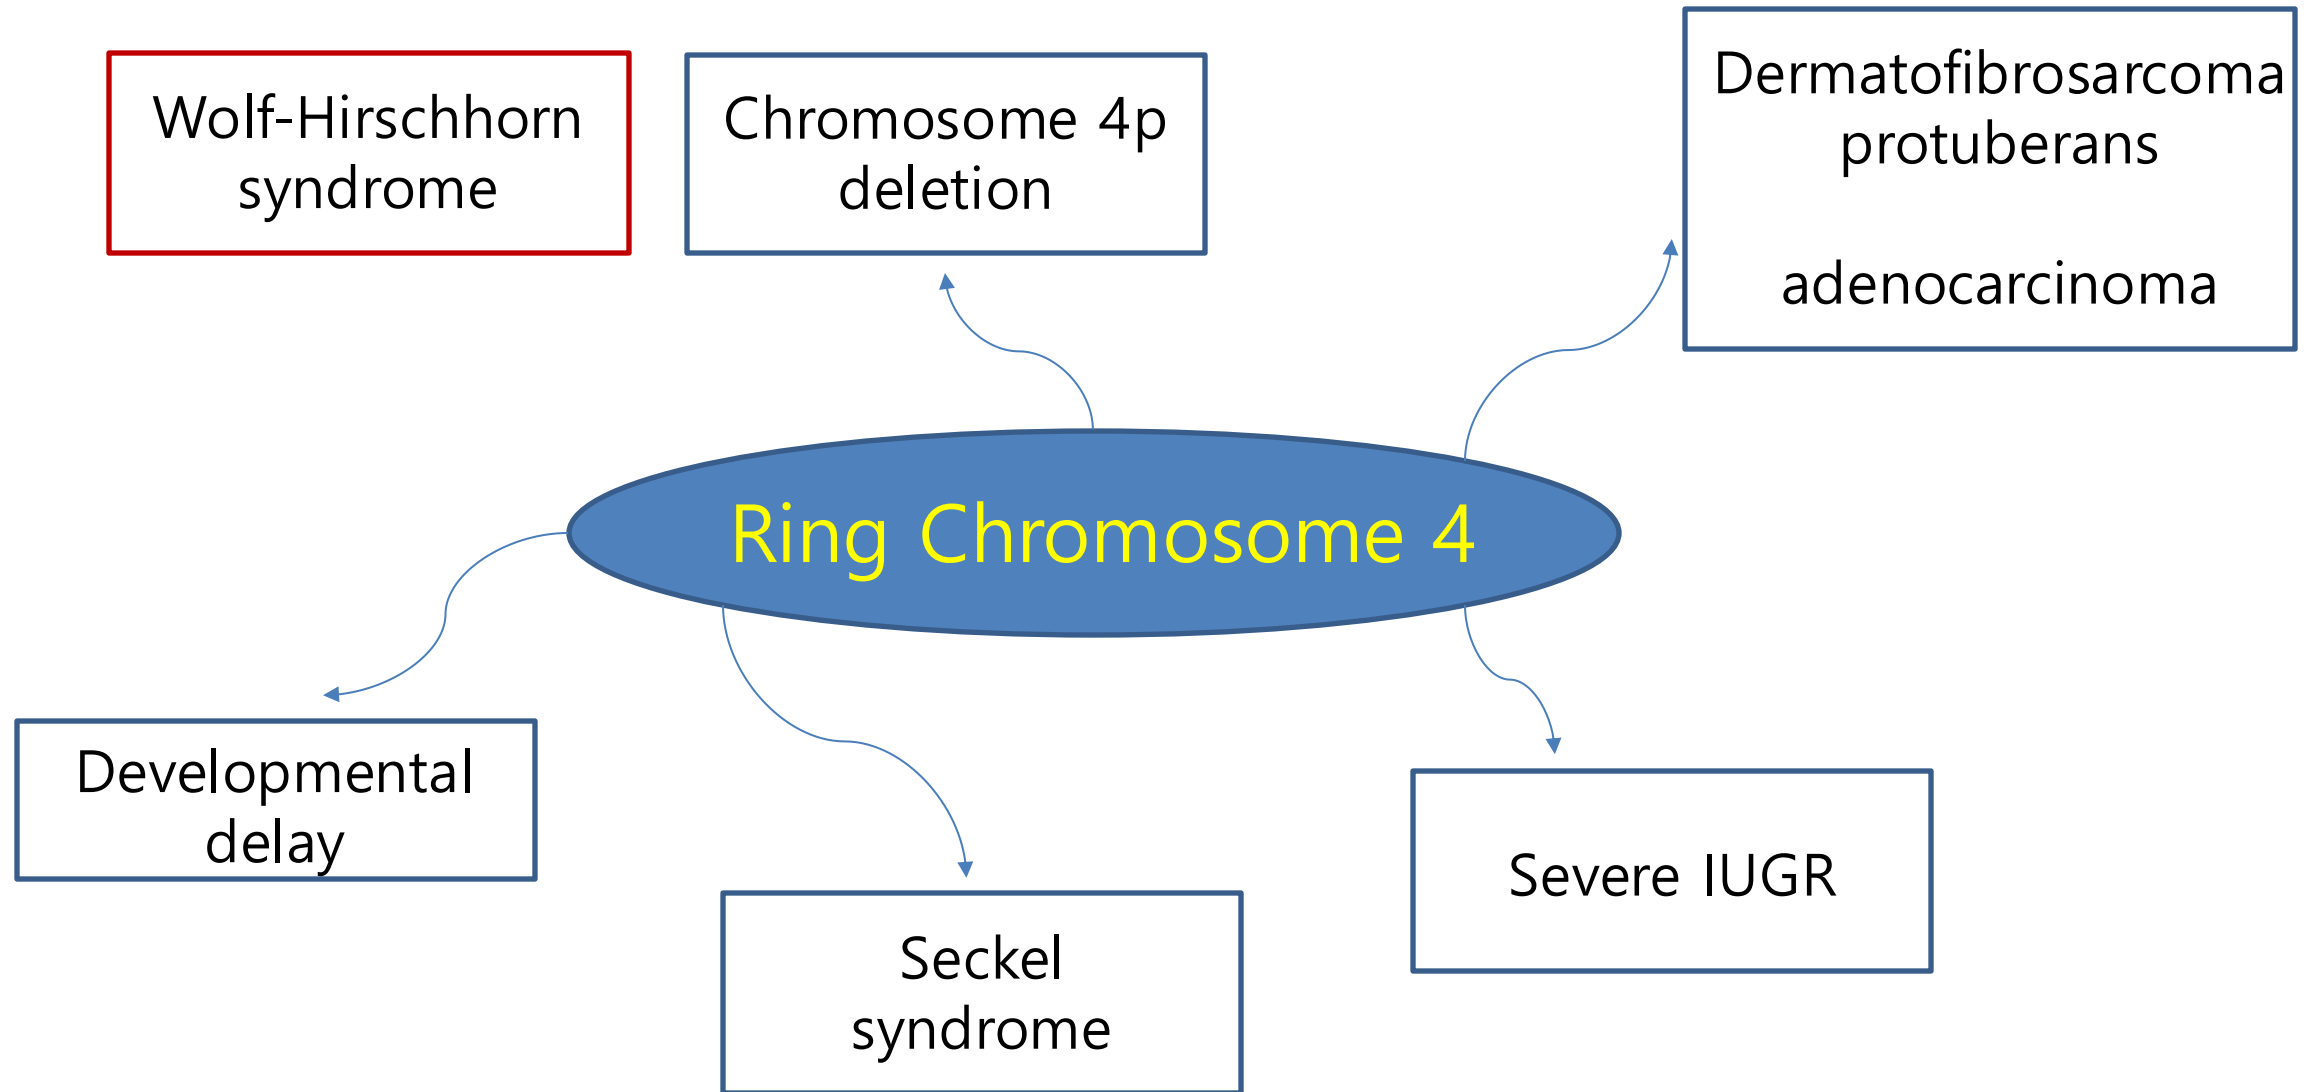 Wolf-Hirschhorn
syndrome
Chromosome 4p
deletion
Dermatofibrosarcoma
protuberans
adenocarcinoma
Ring Chromosome 4
Developmental
delay
Seckel
syndrome
Severe IUGR